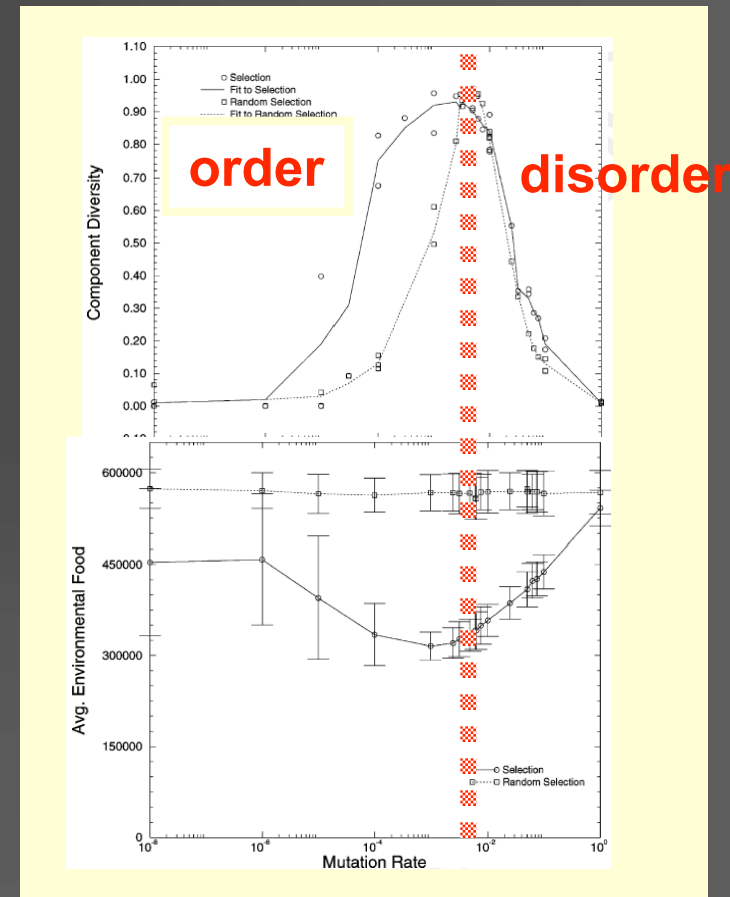 1.10
1.00
0.90
0.80
0.70
0.60
0.50
0.40
0.30
0.20
0.10
0.00
Component Diversity
Selection
Fit to Selection
Random Selection
Fit to Random Selection
order
disorder
600000
450000
300000
150000
0
Avg. Environmental Food
Selection
Random Selection
10⁻⁸
10⁻⁶
10⁻⁴
10⁻²
10⁰
Mutation Rate